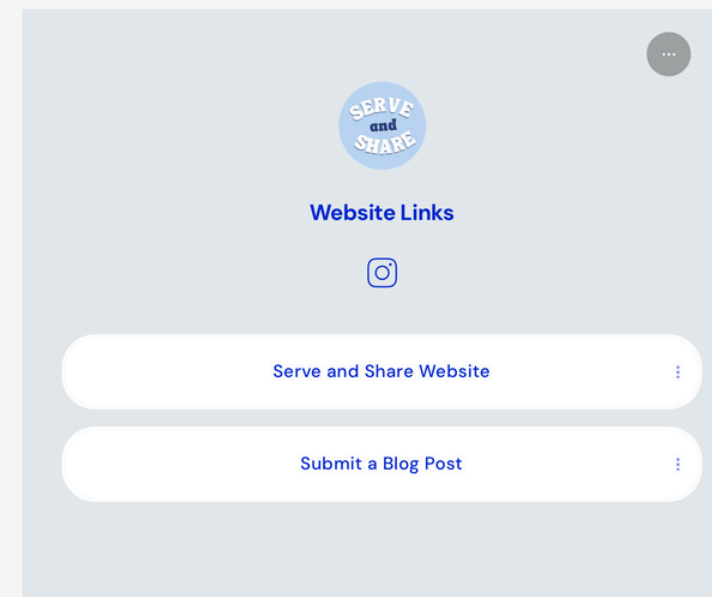 SERVE
and
SHARE
Website Links
Serve and Share Website
Submit a Blog Post